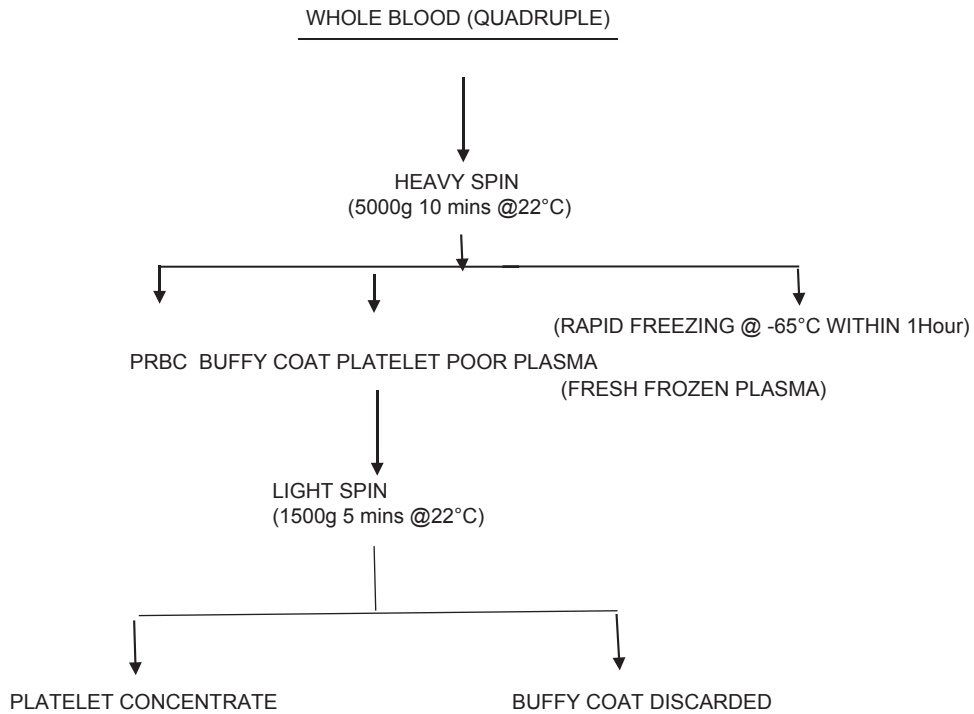 WHOLE BLOOD (QUADRUPLE)
HEAVY SPIN
(5000g 10 mins @22°C)
(RAPID FREEZING @ -65°C WITHIN 1Hour)
PRBC BUFFY COAT PLATELET POOR PLASMA
(FRESH FROZEN PLASMA)
LIGHT SPIN
(1500g 5 mins @22°C)
PLATELET CONCENTRATE
BUFFY COAT DISCARDED